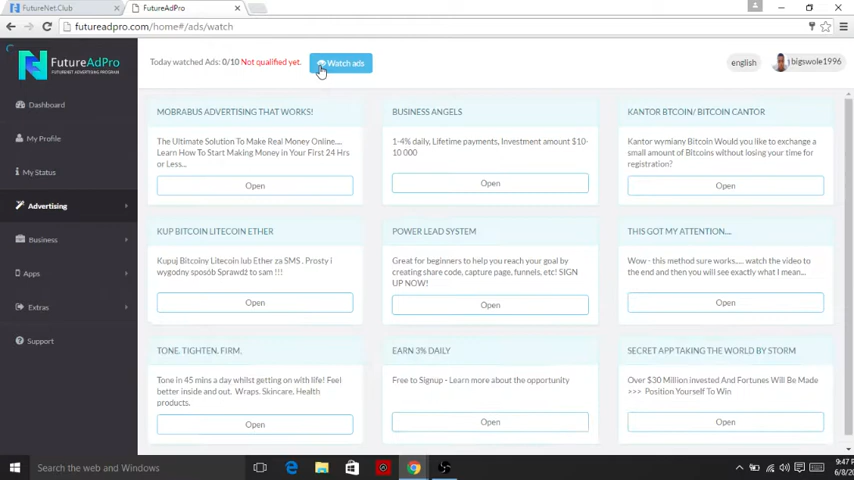 FutureNet.Club
FutureAdPro
futureadpro.com/home#/ads/watch
FutureAdPro
FUTURENET ADVERTISING PROGRAM
Today watched Ads: 0/10 Not qualified yet.
Watch ads
english
bigswole1996
Dashboard
My Profile
My Status
Advertising
Business
Apps
Extras
Support
MOBRABUS ADVERTISING THAT WORKS!
The Ultimate Solution To Make Real Money Online....
Learn How To Start Making Money in Your First 24 Hrs
or Less...
Open
BUSINESS ANGELS
1-4% daily, Lifetime payments, Investment amount $10-
10 000
Open
KANTOR BTCOIN/ BITCOIN CANTOR
Kantor wymiany Bitcoin Would you like to exchange a
small amount of Bitcoins without losing your time for
registration?
Open
KUP BITCOIN LITECOIN ETHER
Kupuj Bitcoiny Litecoin lub Ether za SMS . Prosty i
wygodny sposób Sprawdź to sam !!!
Open
POWER LEAD SYSTEM
Great for beginners to help you reach your goal by
creating share code, capture page, funnels, etc! SIGN
UP NOW!
Open
THIS GOT MY ATTENTION....
Wow - this method sure works..... watch the video to
the end and then you will see exactly what I mean...
Open
TONE. TIGHTEN. FIRM.
Tone in 45 mins a day whilst getting on with life! Feel
better inside and out. Wraps. Skincare, Health
products.
Open
EARN 3% DAILY
Free to Signup - Learn more about the opportunity
Open
SECRET APP TAKING THE WORLD BY STORM
Over $30 Million invested And Fortunes Will Be Made
>>> Position Yourself To Win
Open
Search the web and Windows
9:47 P
6/8/2